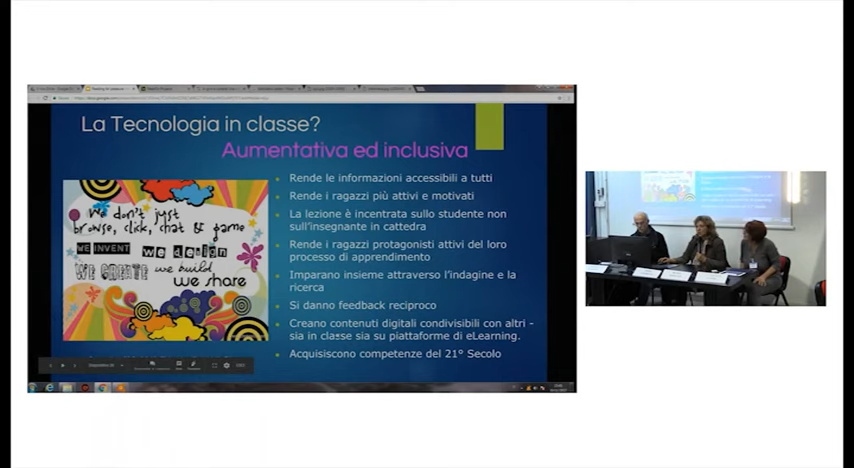 La Tecnologia in classe?
Aumentativa ed inclusiva
we don't just
browse, click, chat & game
WE INVENT we design
WE CREATE we build
we share
Rende le informazioni accessibili a tutti
Rende i ragazzi più attivi e motivati
La lezione è incentrata sullo studente non
sull'insegnante in cattedra
Rende i ragazzi protagonisti attivi del loro
processo di apprendimento
Imparano insieme attraverso l'indagine e la
ricerca
Si danno feedback reciproco
Creano contenuti digitali condivisibili con altri -
sia in classe sia su piattaforme di eLearning.
Acquisiscono competenze del 21° Secolo